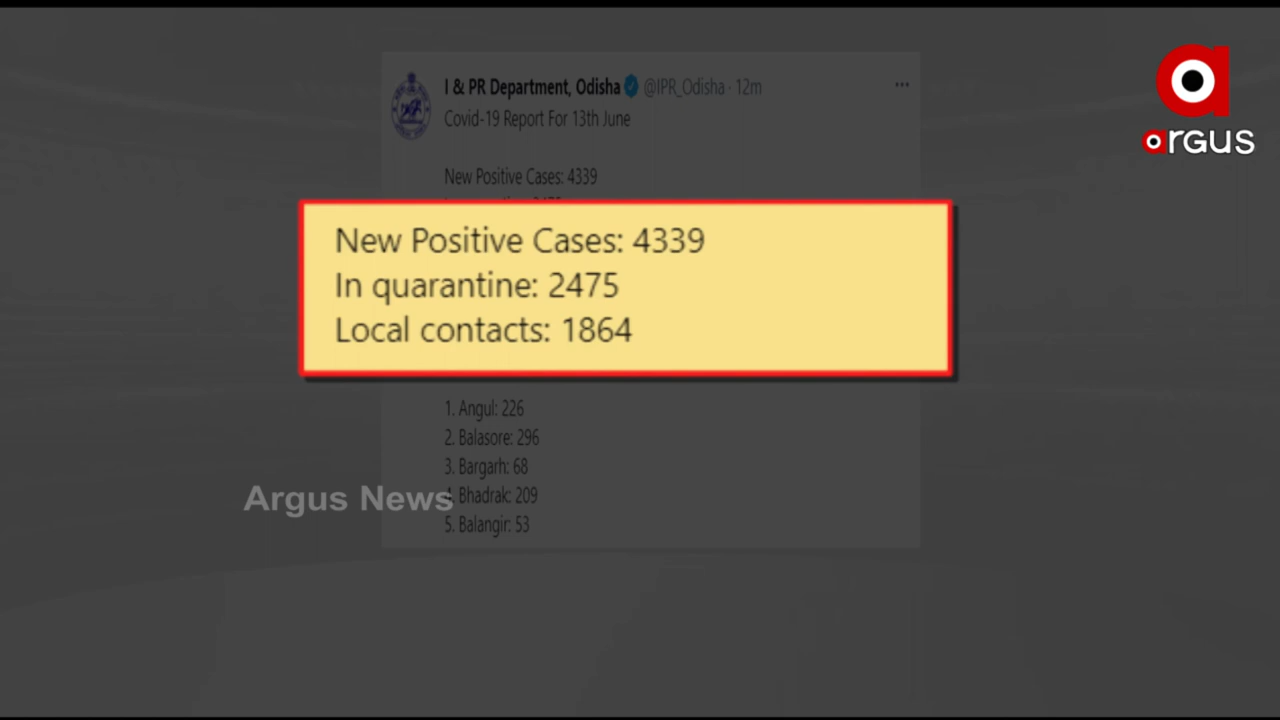 I & PR Department, Odisha @IPR_Odisha · 12m
Covid-19 Report For 13th June
New Positive Cases: 4339
New Positive Cases: 4339
In quarantine: 2475
Local contacts: 1864
1. Angul: 226
2. Balasore: 296
3. Bargarh: 68
4. Bhadrak: 209
5. Balangir: 53
Argus News
argus